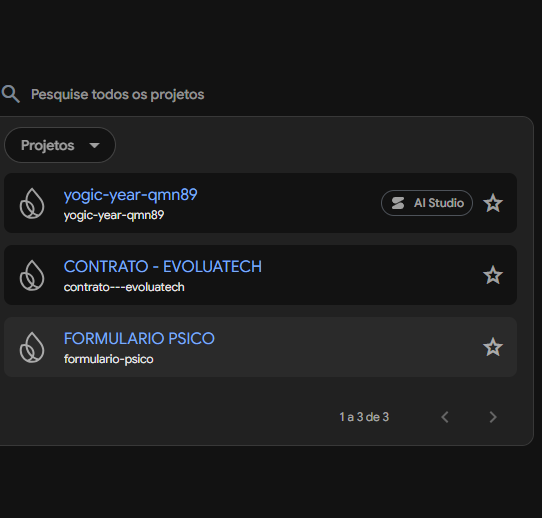 Pesquise todos os projetos
Projetos
yogic-year-qmn89
yogic-year-qmn89
AI Studio
CONTRATO - EVOLUATECH
contrato---evoluatech
FORMULARIO PSICO
formulario-psico
1 a 3 de 3